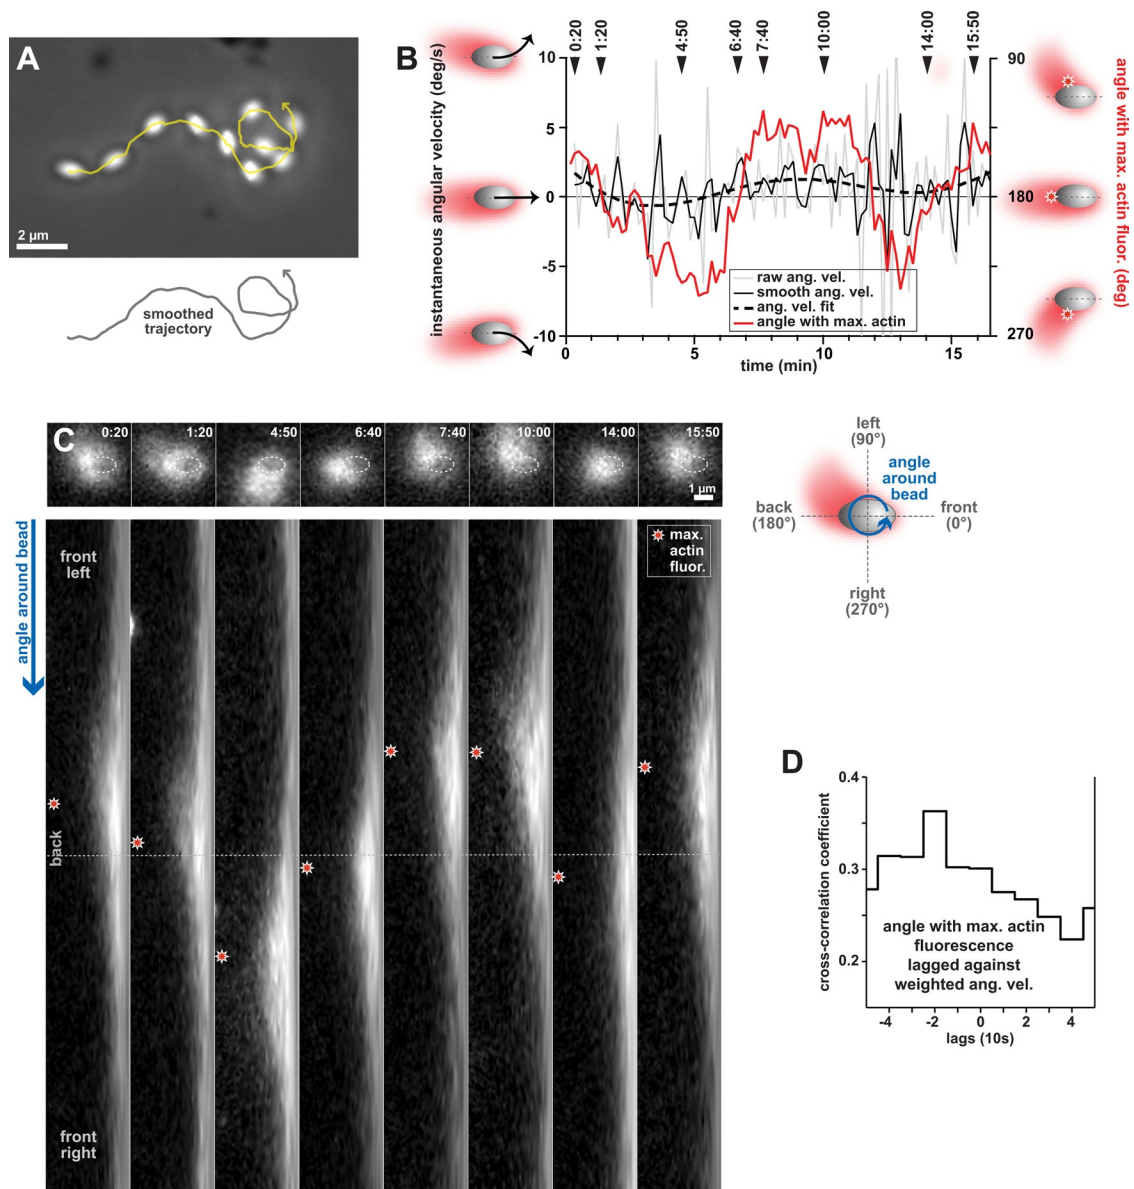 A
2 µm
smoothed
trajectory
B
instantaneous angular velocity (deg/s)
10
5
0
-5
-10
0:20
1:20
4:50
6:40
7:40
10:00
14:00
15:50
raw ang. vel.
smooth ang. vel.
ang. vel. fit
angle with max. actin
0
5
10
15
time (min)
90
180
270
angle with max. actin fluor. (deg)
C
0:20
1:20
4:50
6:40
7:40
10:00
14:00
15:50
1 µm
angle around bead
front
left
back
front
right
max.
actin
fluor.
left
(90°)
angle
around
bead
back
(180°)
front
(0°)
right
(270°)
D
cross-correlation coefficient
0.4
0.3
0.2
angle with max. actin
fluorescence
lagged against
weighted ang. vel.
-4
-2
0
2
4
lags (10s)